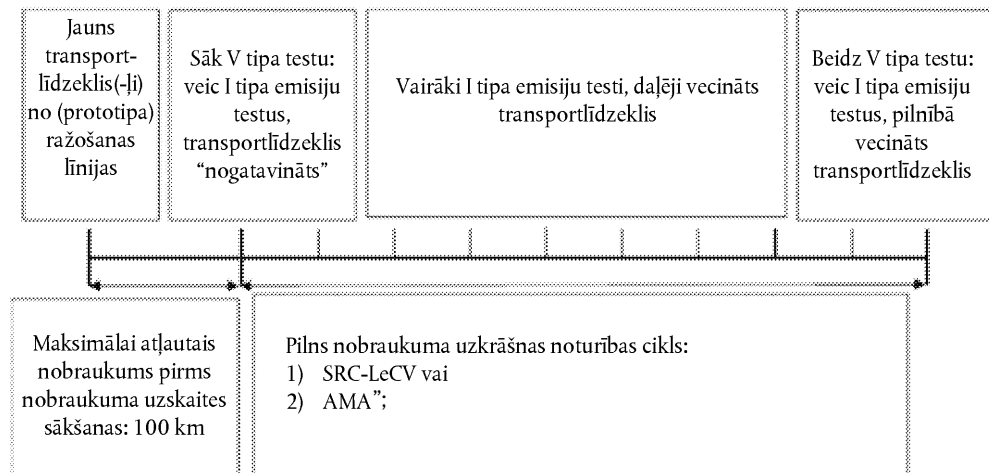 Jauns
transport-
līdzeklis(-ļi)
no (prototipa)
ražošanas
līnijas
Sāk V tipa testu:
veic I tipa emisiju
testus,
transportlīdzeklis
“nogatavināts”
Vairāki I tipa emisiju testi, daļēji vecināts
transportlīdzeklis
Beidz V tipa testu:
veic I tipa emisiju
testus, pilnībā
vecināts
transportlīdzeklis
Maksimālai atļautais
nobraukums pirms
nobraukuma uzskaites
sākšanas: 100 km
Pilns nobraukuma uzkrāšnas noturības cikls:
1) SRC-LeCV vai
2) AMA”;